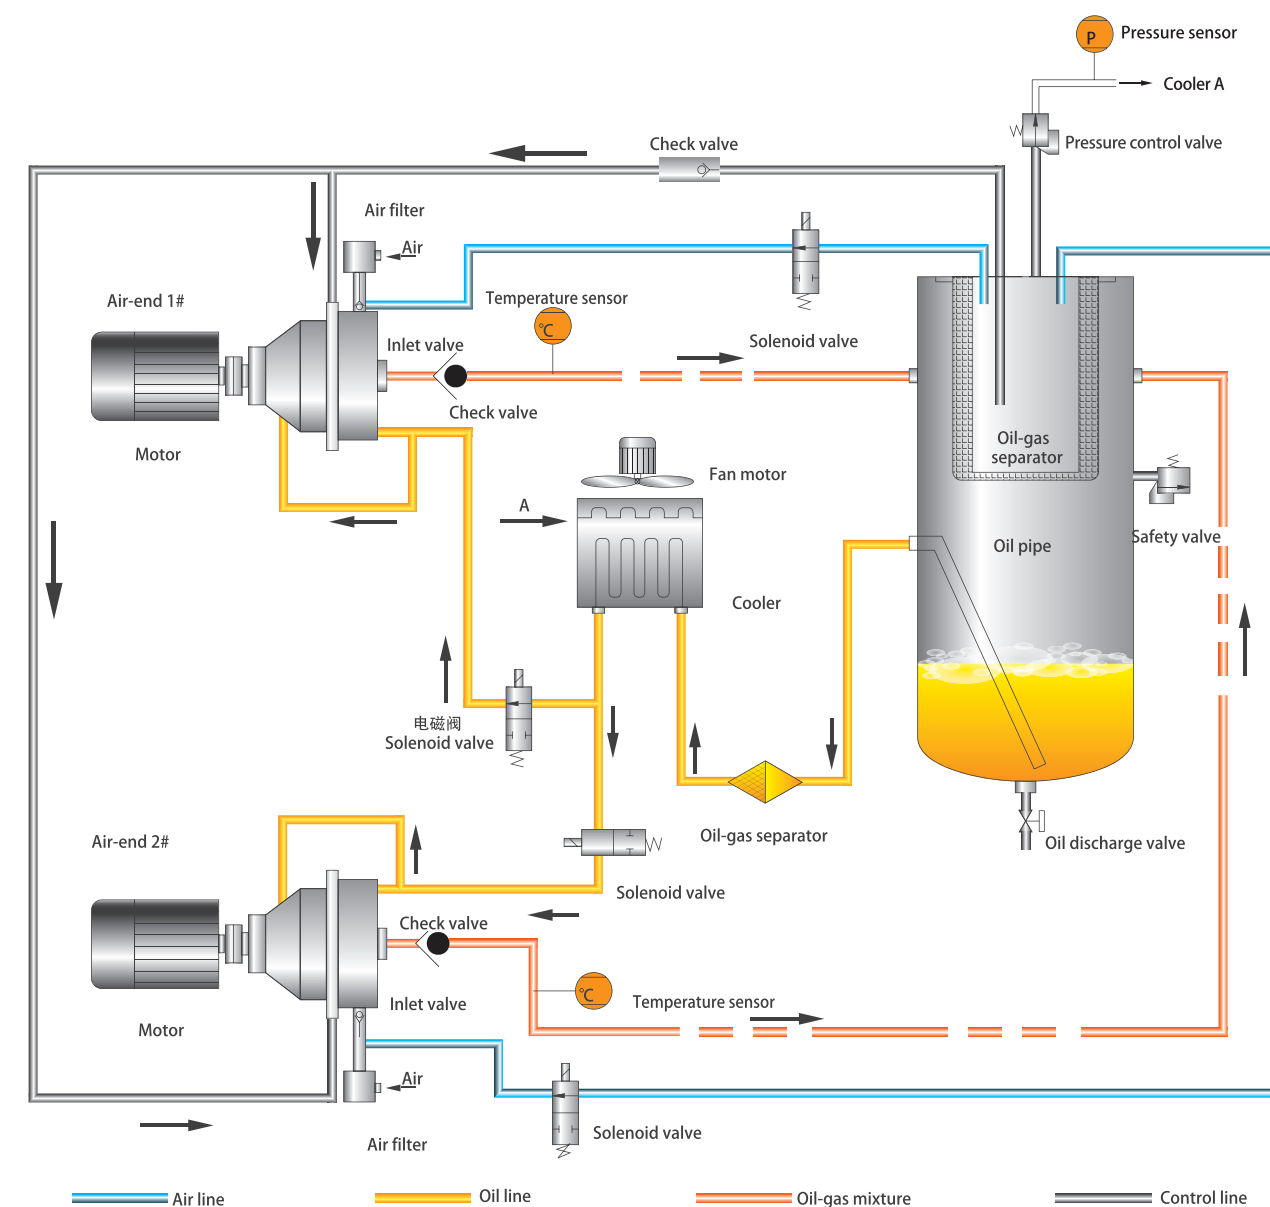 Pressure sensor
P
Cooler A
Pressure control valve
Check valve
Air filter
Air
Air-end 1#
Temperature sensor
°C
Inlet valve
Solenoid valve
Check valve
Motor
Oil-gas
separator
Fan motor
A
Safety valve
Oil pipe
Cooler
电磁阀
Solenoid valve
Oil-gas separator
Air-end 2#
Oil discharge valve
Solenoid valve
Check valve
°C
Temperature sensor
Inlet valve
Motor
Air
Solenoid valve
Air filter
Air line
Oil line
Oil-gas mixture
Control line